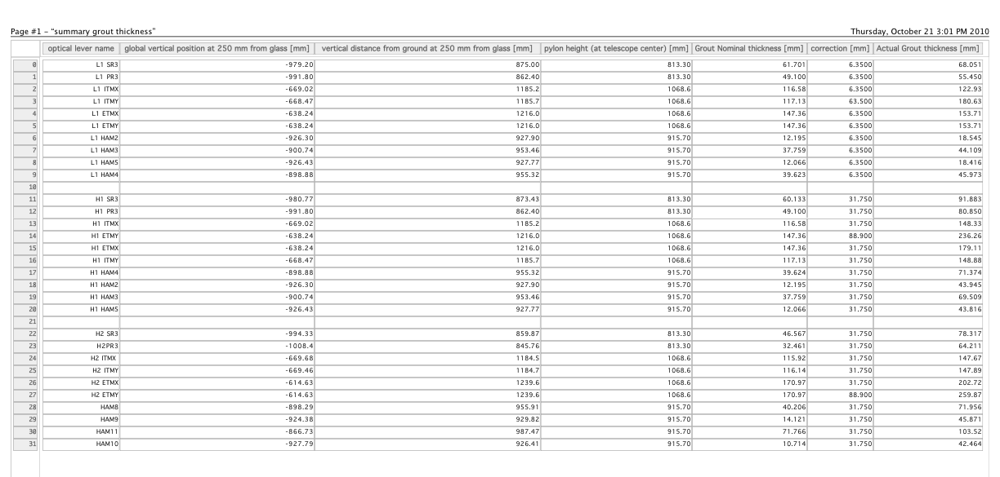 Page #1 – “summary grout thickness” Thursday, October 21 3:01 PM 2010
optical lever name global vertical position at 250 mm from glass [mm] vertical distance from ground at 250 mm from glass [mm] pylon height (at telescope center) [mm] Grout Nominal thickness [mm] correction [mm] Actual Grout thickness [mm]
0 L1 SR3 -979.20 875.00 813.30 61.701 6.3500 68.051
1 L1 PR3 -991.80 862.40 813.30 49.100 6.3500 55.450
2 L1 ITMX -669.02 1185.2 1068.6 116.58 6.3500 122.93
3 L1 ITMY -668.47 1185.7 1068.6 117.13 63.500 180.63
4 L1 ETMX -638.24 1216.0 1068.6 147.36 6.3500 153.71
5 L1 ETMY -638.24 1216.0 1068.6 147.36 6.3500 153.71
6 L1 HAM2 -926.30 927.90 915.70 12.195 6.3500 18.545
7 L1 HAM3 -900.74 953.46 915.70 37.759 6.3500 44.109
8 L1 HAM5 -926.43 927.77 915.70 12.066 6.3500 18.416
9 L1 HAM4 -898.88 955.32 915.70 39.623 6.3500 45.973
10
11 H1 SR3 -980.77 873.43 813.30 60.133 31.750 91.883
12 H1 PR3 -991.80 862.40 813.30 49.100 31.750 80.850
13 H1 ITMX -669.02 1185.2 1068.6 116.58 31.750 148.33
14 H1 ETMY -638.24 1216.0 1068.6 147.36 88.900 236.26
15 H1 ETMX -638.24 1216.0 1068.6 147.36 31.750 179.11
16 H1 ITMY -668.47 1185.7 1068.6 117.13 31.750 148.88
17 H1 HAM4 -898.88 955.32 915.70 39.624 31.750 71.374
18 H1 HAM2 -926.30 927.90 915.70 12.195 31.750 43.945
19 H1 HAM3 -900.74 953.46 915.70 37.759 31.750 69.509
20 H1 HAM5 -926.43 927.77 915.70 12.066 31.750 43.816
21
22 H2 SR3 -994.33 859.87 813.30 46.567 31.750 78.317
23 H2PR3 -1008.4 845.76 813.30 32.461 31.750 64.211
24 H2 ITMX -669.68 1184.5 1068.6 115.92 31.750 147.67
25 H2 ITMY -669.46 1184.7 1068.6 116.14 31.750 147.89
26 H2 ETMX -614.63 1239.6 1068.6 170.97 31.750 202.72
27 H2 ETMY -614.63 1239.6 1068.6 170.97 88.900 259.87
28 HAM8 -898.29 955.91 915.70 40.206 31.750 71.956
29 HAM9 -924.38 929.82 915.70 14.121 31.750 45.871
30 HAM11 -866.73 987.47 915.70 71.766 31.750 103.52
31 HAM10 -927.79 926.41 915.70 10.714 31.750 42.464